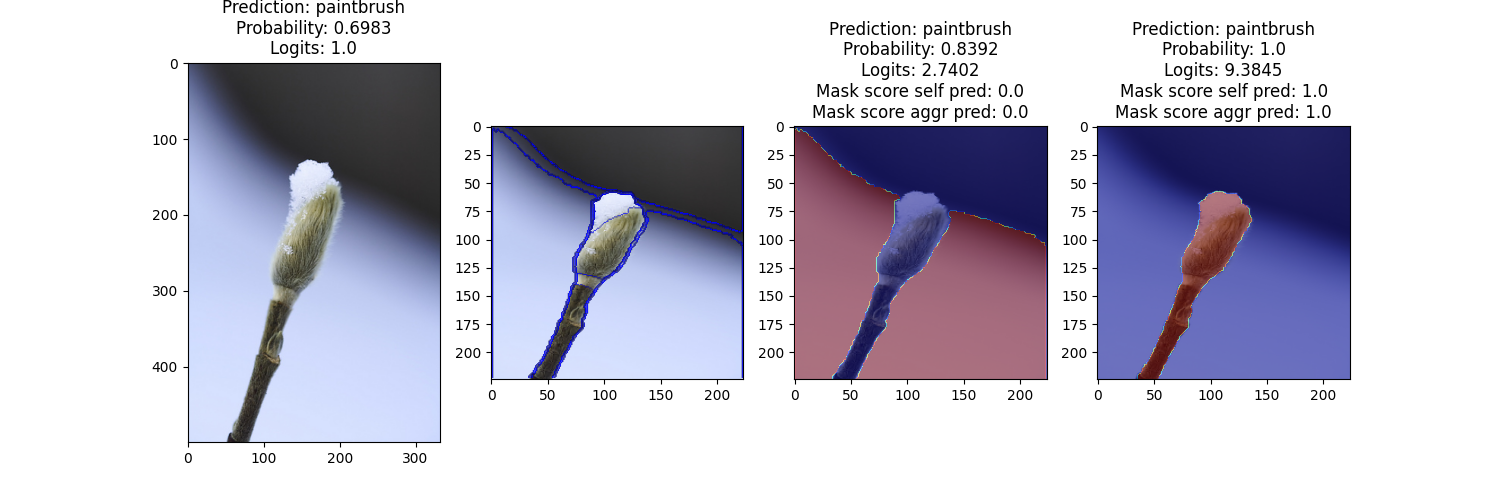 Prediction: paintbrush
Probability: 0.6983
Logits: 1.0
0
100
200
300
400
0 100 200 300
0
25
50
75
100
125
150
175
200
0 50 100 150 200
Prediction: paintbrush
Probability: 0.8392
Logits: 2.7402
Mask score self pred: 0.0
Mask score aggr pred: 0.0
0
25
50
75
100
125
150
175
200
0 50 100 150 200
Prediction: paintbrush
Probability: 1.0
Logits: 9.3845
Mask score self pred: 1.0
Mask score aggr pred: 1.0
0
25
50
75
100
125
150
175
200
0 50 100 150 200